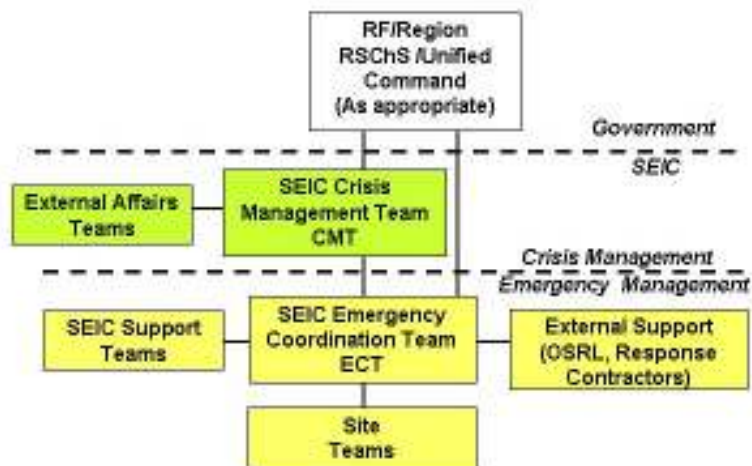 RF/Region
RSChS /Unified
Command
(As appropriate)
Government
SEIC
External Affairs
Teams
SEIC Crisis
Management Team
CMT
Crisis Management
Emergency Management
SEIC Support
Teams
SEIC Emergency
Coordination Team
ECT
External Support
(OSRL, Response
Contractors)
Site
Teams